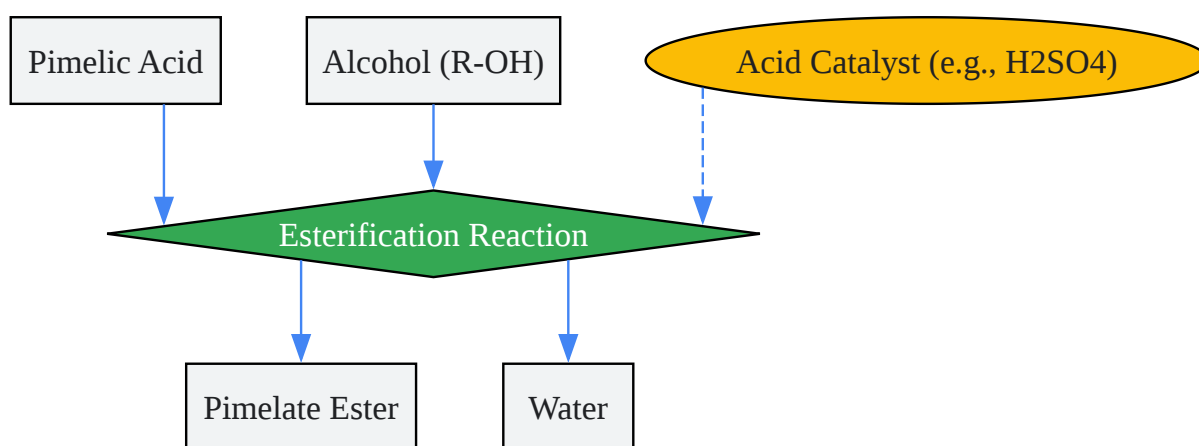 Pimelic Acid
Alcohol (R-OH)
Acid Catalyst (e.g., H2SO4)
Esterification Reaction
Pimelate Ester
Water